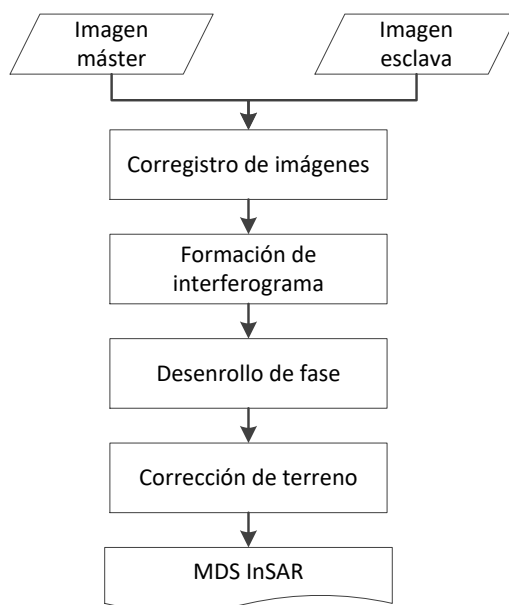 Imagen
máster
Imagen
esclava
Corregistro de imágenes
Formación de
interferograma
Desenrollo de fase
Corrección de terreno
MDS InSAR